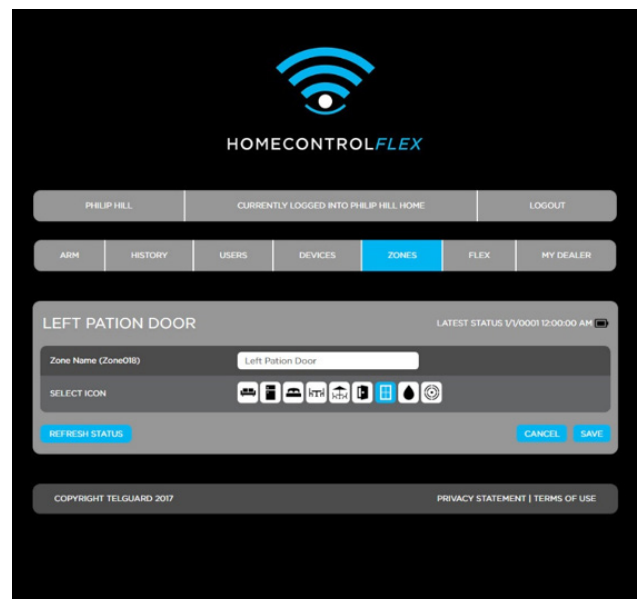 HOMECONTROLFLEX
PHILIP HILL CURRENTLY LOGGED INTO PHILIP HILL HOME LOGOUT
ARM HISTORY USERS DEVICES ZONES FLEX MY DEALER
LEFT PATION DOOR LATEST STATUS 1/1/0001 12:00:00 AM
Zone Name (Zone018) Left Pation Door
SELECT ICON
REFRESH STATUS CANCEL SAVE
COPYRIGHT TELGUARD 2017 PRIVACY STATEMENT | TERMS OF USE